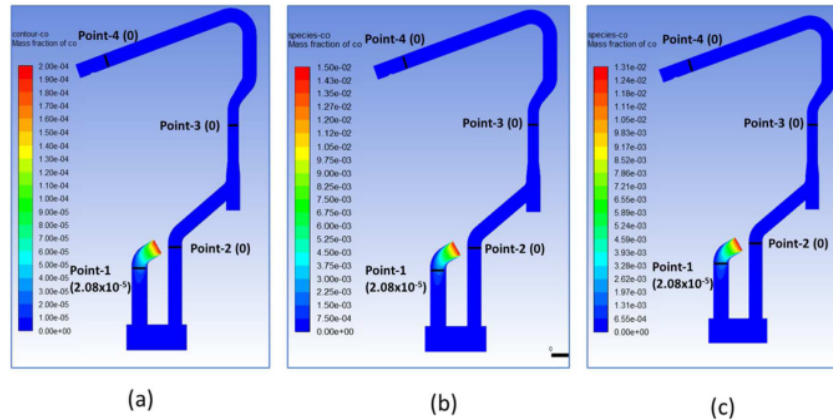 contour-co
Mass fraction of co
2.00e-04
1.90e-04
1.80e-04
1.70e-04
1.60e-04
1.50e-04
1.40e-04
1.30e-04
1.20e-04
1.10e-04
1.00e-04
9.00e-05
8.00e-05
7.00e-05
6.00e-05
5.00e-05
4.00e-05
3.00e-05
2.00e-05
1.00e-05
0.00e+00
Point-4 (0)
Point-3 (0)
Point-2 (0)
Point-1
(2.08x10⁻⁵)
(a)
species-co
Mass fraction of co
1.50e-02
1.43e-02
1.35e-02
1.27e-02
1.20e-02
1.12e-02
1.05e-02
9.75e-03
9.00e-03
8.25e-03
7.50e-03
6.75e-03
6.00e-03
5.25e-03
4.50e-03
3.75e-03
3.00e-03
2.25e-03
1.50e-03
7.50e-04
0.00e+00
Point-4 (0)
Point-3 (0)
Point-2 (0)
Point-1
(2.08x10⁻⁵)
0
(b)
species-co
Mass fraction of co
1.31e-02
1.24e-02
1.18e-02
1.11e-02
1.05e-02
9.83e-03
9.17e-03
8.52e-03
7.86e-03
7.21e-03
6.55e-03
5.90e-03
5.24e-03
4.59e-03
3.93e-03
3.28e-03
2.62e-03
1.97e-03
1.31e-03
6.55e-04
0.00e+00
Point-4 (0)
Point-3 (0)
Point-2 (0)
Point-1
(2.08x10⁻⁵)
(c)